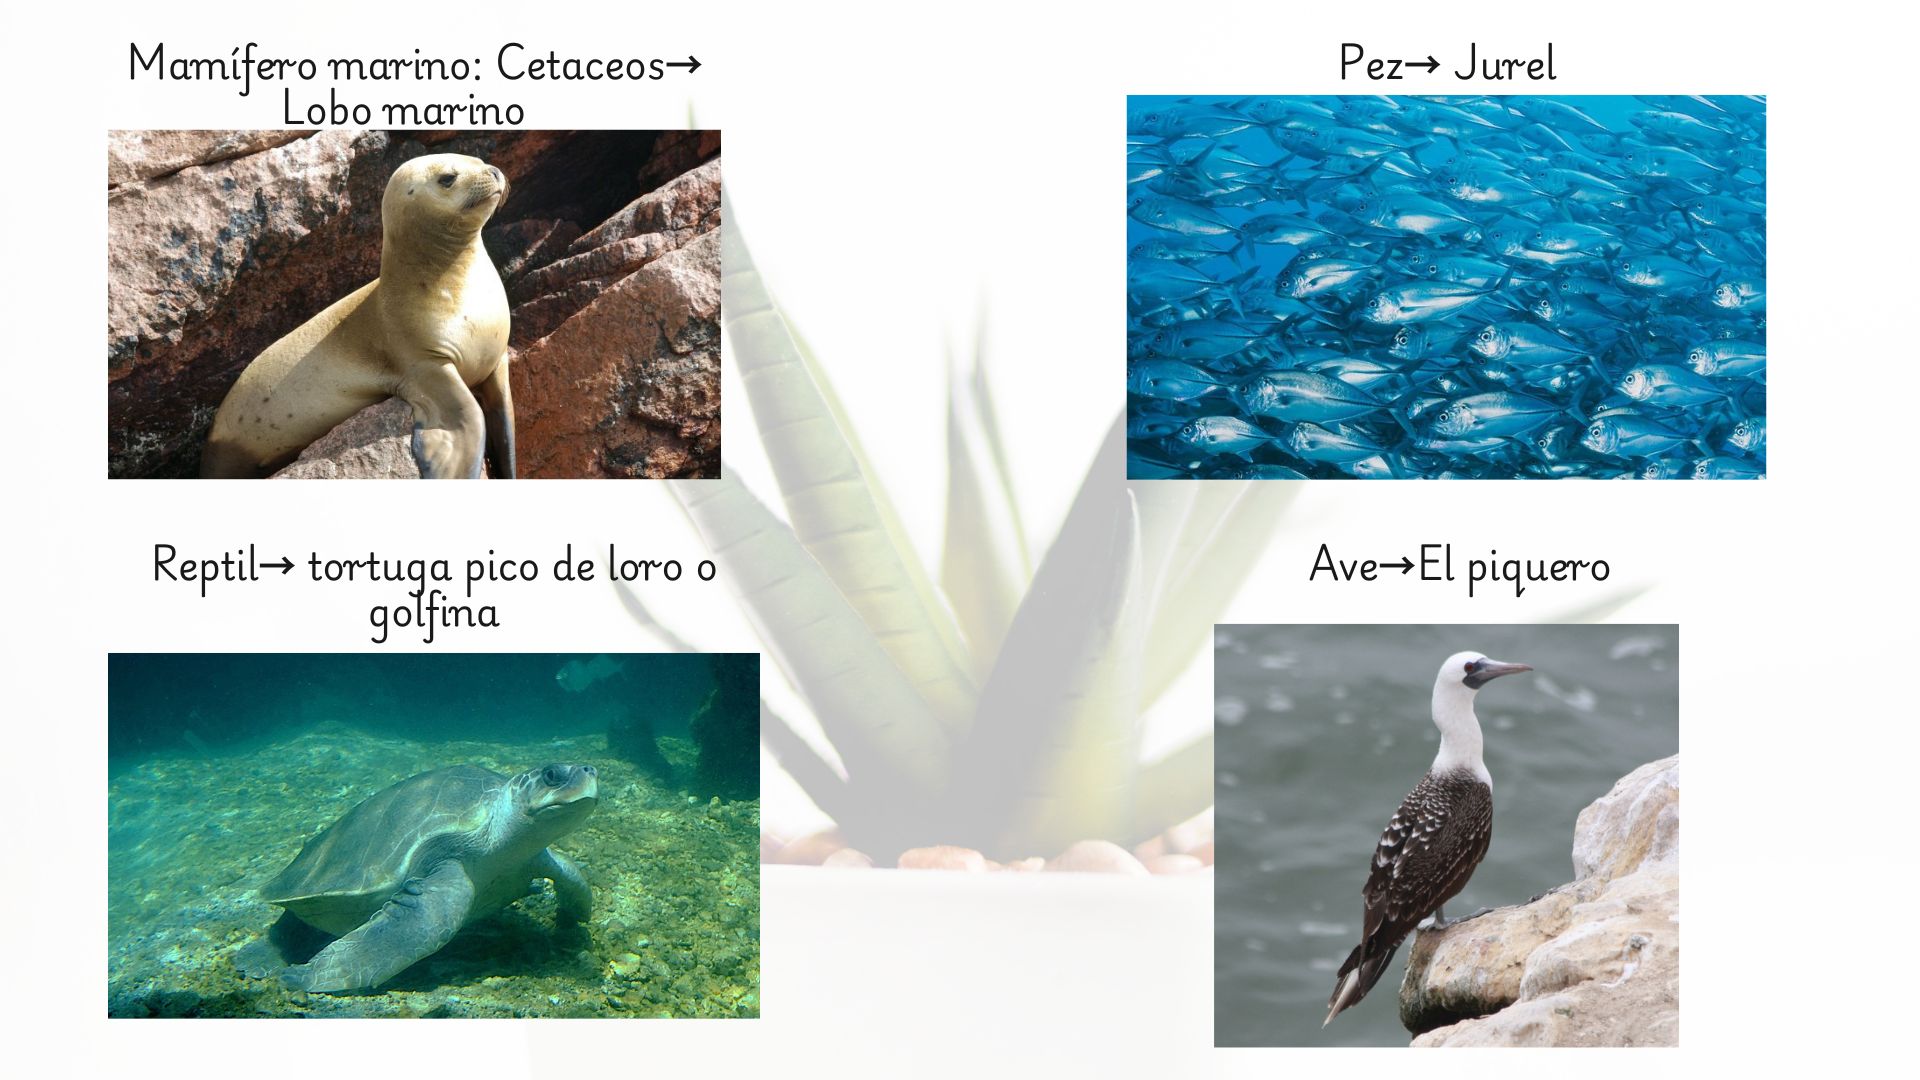 Mamífero marino: Cetaceos→
Lobo marino
Pez→ Jurel
Reptil→ tortuga pico de loro o
golfina
Ave→El piquero